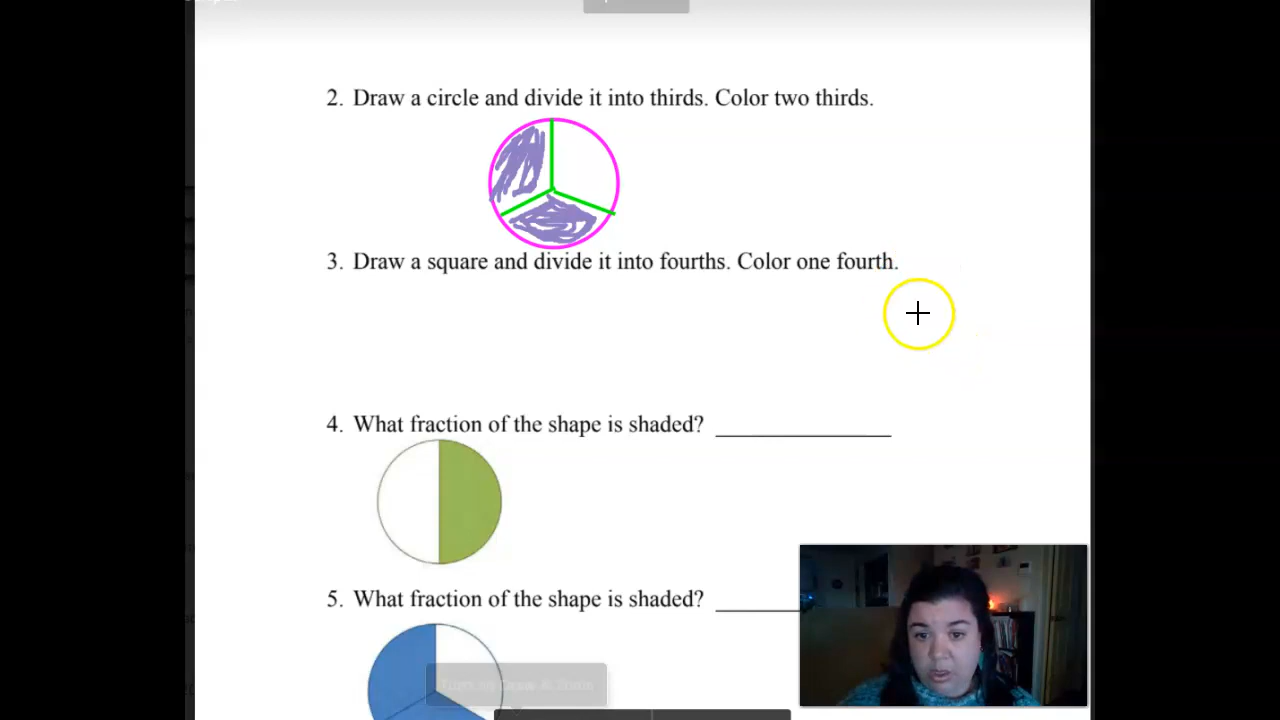 2. Draw a circle and divide it into thirds. Color two thirds.
3. Draw a square and divide it into fourths. Color one fourth.
4. What fraction of the shape is shaded? ______________
5. What fraction of the shape is shaded? _______